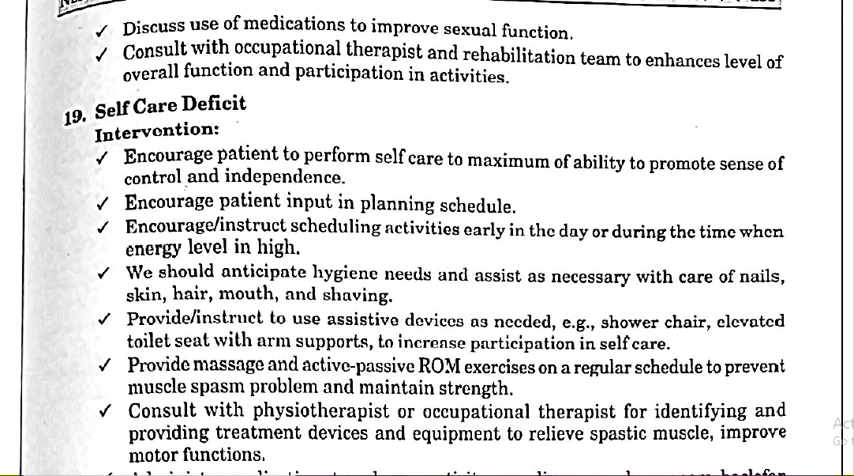 ✓ Discuss use of medications to improve sexual function.
✓ Consult with occupational therapist and rehabilitation team to enhances level of
overall function and participation in activities.
19. Self Care Deficit
Intervention:
✓ Encourage patient to perform self care to maximum of ability to promote sense of
control and independence.
✓ Encourage patient input in planning schedule.
✓ Encourage/instruct scheduling activities early in the day or during the time when
energy level in high.
✓ We should anticipate hygiene needs and assist as necessary with care of nails,
skin, hair, mouth, and shaving.
✓ Provide/instruct to use assistive devices as needed, e.g., shower chair, elevated
toilet seat with arm supports, to increase participation in self care.
✓ Provide massage and active-passive ROM exercises on a regular schedule to prevent
muscle spasm problem and maintain strength.
✓ Consult with physiotherapist or occupational therapist for identifying and
providing treatment devices and equipment to relieve spastic muscle, improve
motor functions.